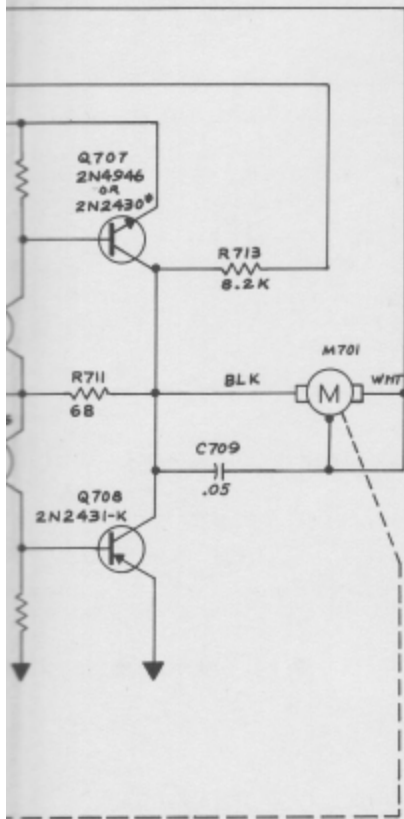 Q707
2N4946
OR
2N2430*
R713
8.2K
M701
R711
68
BLK
M
WHT
C709
.05
Q708
2N2431-K